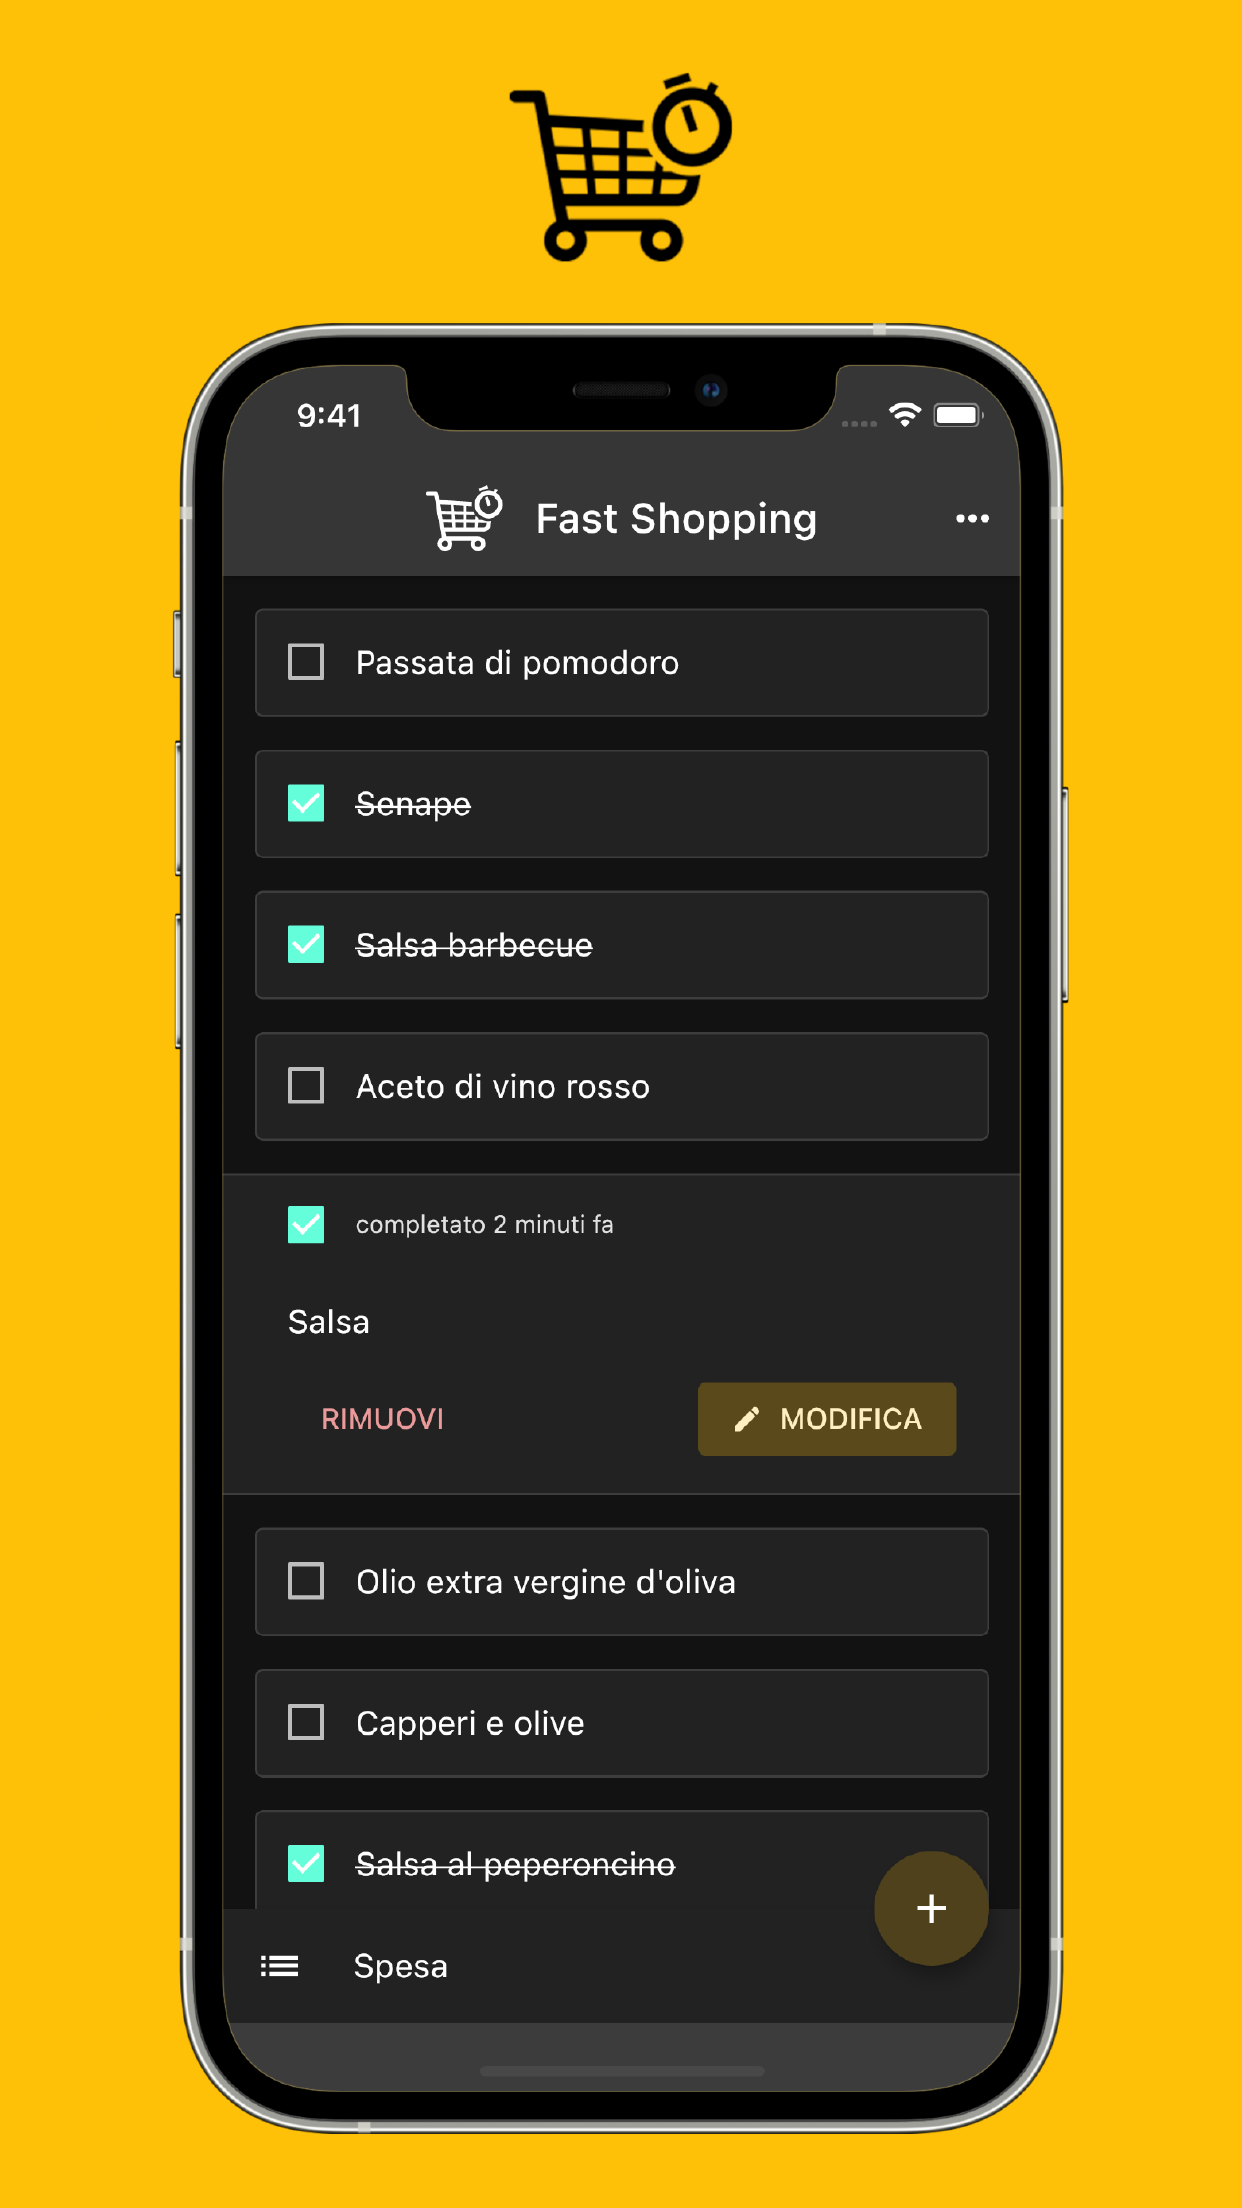 9:41
Fast Shopping
Passata di pomodoro
Senape
Salsa barbecue
Aceto di vino rosso
completato 2 minuti fa
Salsa
RIMUOVI
MODIFICA
Olio extra vergine d'oliva
Capperi e olive
Salsa al peperoncino
Spesa